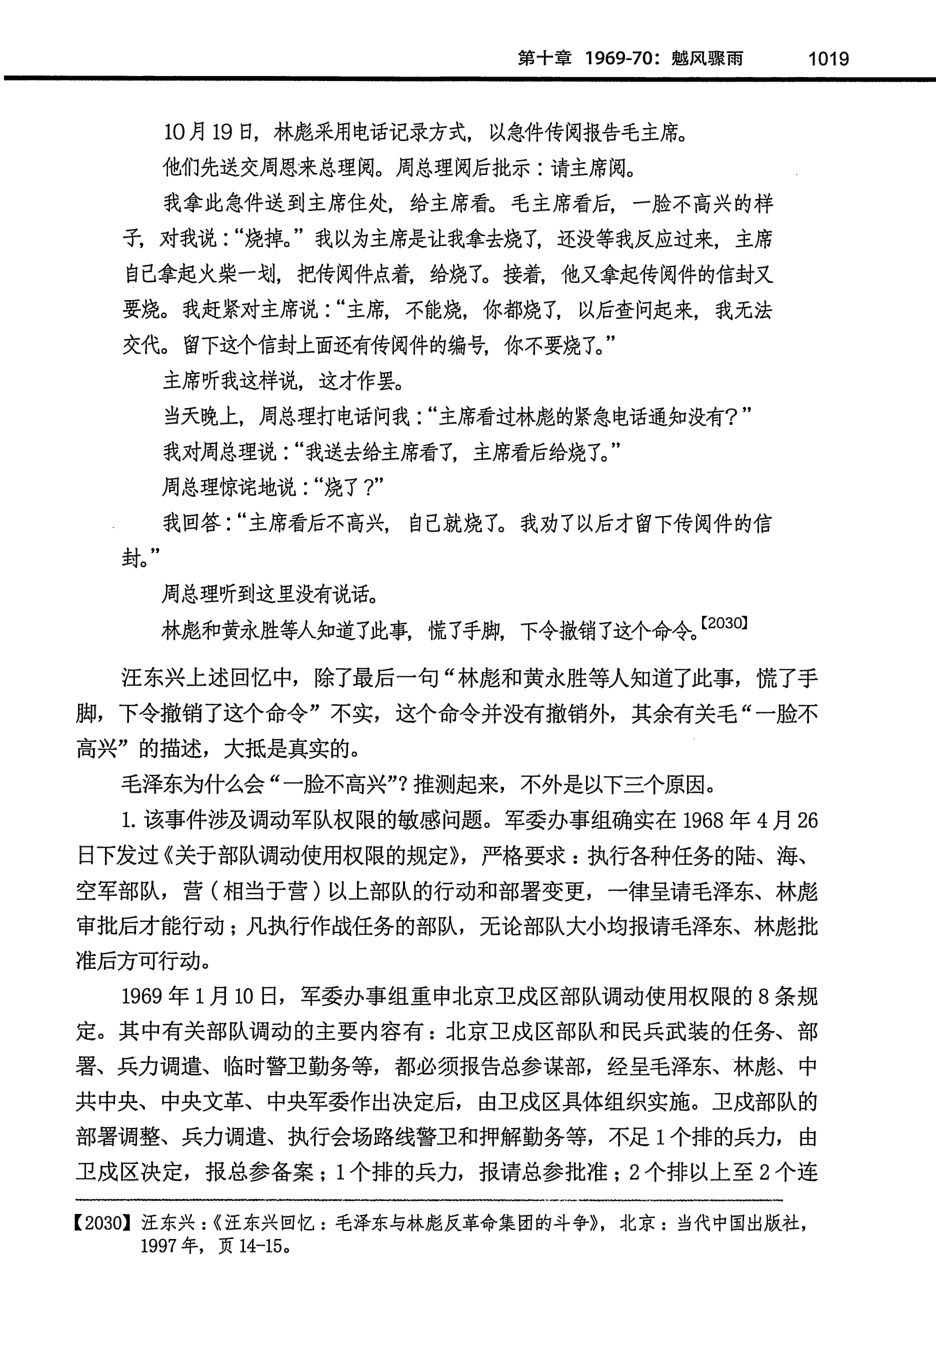 第十章 1969-70：魆风骤雨 1019
10月19日，林彪采用电话记录方式，以急件传阅报告毛主席。
他们先送交周恩来总理阅。周总理阅后批示：请主席阅。
我拿此急件送到主席住处，给主席看。毛主席看后，一脸不高兴的样
子，对我说：“烧掉。”我以为主席是让我拿去烧了，还没等我反应过来，主席
自己拿起火柴一划，把传阅件点着，给烧了。接着，他又拿起传阅件的信封又
要烧。我赶紧对主席说：“主席，不能烧，你都烧了，以后查问起来，我无法
交代。留下这个信封上面还有传阅件的编号，你不要烧了。”
主席听我这样说，这才作罢。
当天晚上，周总理打电话问我：“主席看过林彪的紧急电话通知没有？”
我对周总理说：“我送去给主席看了，主席看后给烧了。”
周总理惊诧地说：“烧了？”
我回答：“主席看后不高兴，自己就烧了。我劝了以后才留下传阅件的信
封。”
周总理听到这里没有说话。
林彪和黄永胜等人知道了此事，慌了手脚，下令撤销了这个命令。【2030】
汪东兴上述回忆中，除了最后一句“林彪和黄永胜等人知道了此事，慌了手
脚，下令撤销了这个命令”不实，这个命令并没有撤销外，其余有关毛“一脸不
高兴”的描述，大抵是真实的。
毛泽东为什么会“一脸不高兴”？推测起来，不外是以下三个原因。
1. 该事件涉及调动军队权限的敏感问题。军委办事组确实在 1968 年 4 月 26
日下发过《关于部队调动使用权限的规定》，严格要求：执行各种任务的陆、海、
空军部队，营（相当于营）以上部队的行动和部署变更，一律呈请毛泽东、林彪
审批后才能行动；凡执行作战任务的部队，无论部队大小均报请毛泽东、林彪批
准后方可行动。
1969 年 1 月 10 日，军委办事组重申北京卫戍区部队调动使用权限的 8 条规
定。其中有关部队调动的主要内容有：北京卫戍区部队和民兵武装的任务、部
署、兵力调遣、临时警卫勤务等，都必须报告总参谋部，经呈毛泽东、林彪、中
共中央、中央文革、中央军委作出决定后，由卫戍区具体组织实施。卫戍部队的
部署调整、兵力调遣、执行会场路线警卫和押解勤务等，不足 1 个排的兵力，由
卫戍区决定，报总参备案；1 个排的兵力，报请总参批准；2 个排以上至 2 个连
【2030】汪东兴：《汪东兴回忆：毛泽东与林彪反革命集团的斗争》，北京：当代中国出版社，
1997 年，页 14-15。